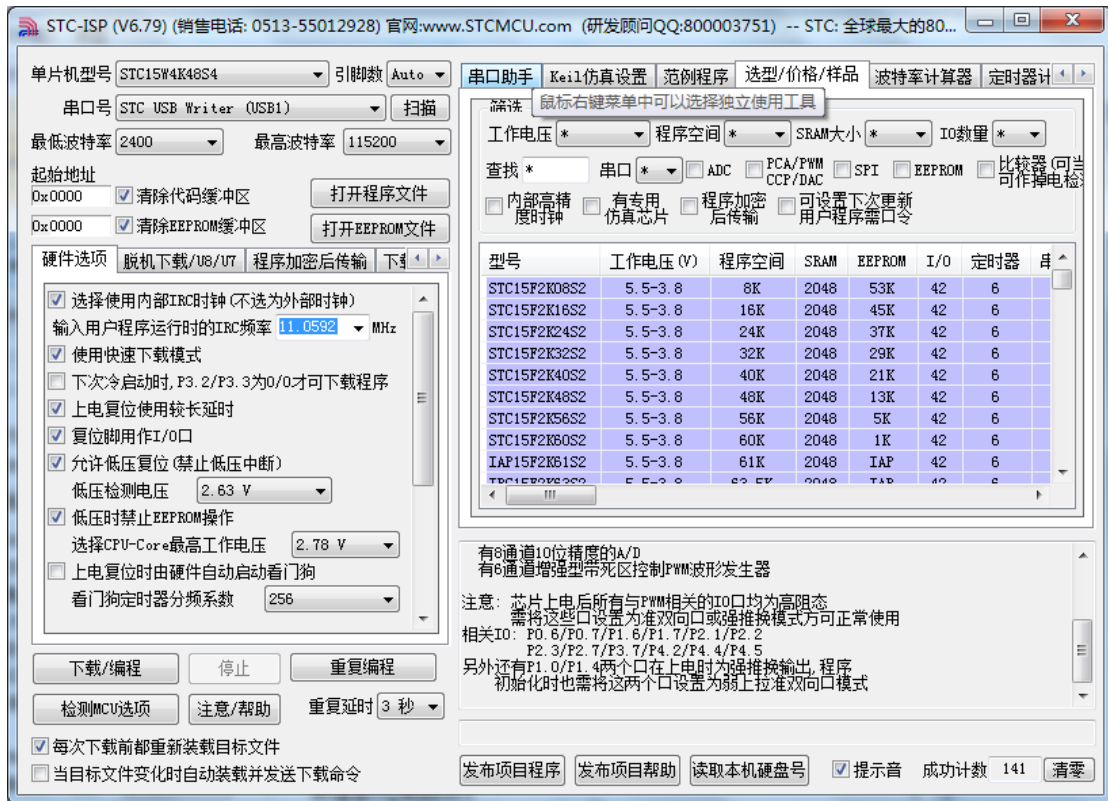 STC-ISP (V6.79) (销售电话: 0513-55012928) 官网:www.STCMCU.com (研发顾问QQ:800003751) -- STC: 全球最大的80...
单片机型号 STC15W4K48S4 引脚数 Auto
串口号 STC USB Writer (USB1) 扫描
最低波特率 2400 最高波特率 115200
起始地址
0x0000 清除代码缓冲区 打开程序文件
0x0000 清除EEPROM缓冲区 打开EEPROM文件
硬件选项 脱机下载/U8/U7 程序加密后传输
选择使用内部IRC时钟(不选为外部时钟)
输入用户程序运行时的IRC频率 11.0592 MHz
使用快速下载模式
下次冷启动时,P3.2/P3.3为0/0才可下载程序
上电复位使用较长延时
复位脚用作I/O口
允许低压复位(禁止低压中断)
低压检测电压 2.63 V
低压时禁止EEPROM操作
选择CPU-Core最高工作电压 2.78 V
上电复位时由硬件自动启动看门狗
看门狗定时器分频系数 256
下载/编程 停止 重复编程
检测MCU选项 注意/帮助 重复延时 3 秒
每次下载前都重新装载目标文件
当目标文件变化时自动装载并发送下载命令
串口助手 Keil仿真设置 范例程序 选型/价格/样品 波特率计算器 定时器计
筛选 鼠标右键菜单中可以选择独立使用工具
工作电压 * 程序空间 * SRAM大小 * IO数量 *
查找 * 串口 * ADC PCA/PWM CCP/DAC SPI EEPROM 比较器(可当 可作掉电检
内部高精度时钟 有专用仿真芯片 程序加密后传输 可设置下次更新用户程序需口令
型号 工作电压(V) 程序空间 SRAM EEPROM I/O 定时器
STC15F2K08S2 5.5-3.8 8K 2048 53K 42 6
STC15F2K16S2 5.5-3.8 16K 2048 45K 42 6
STC15F2K24S2 5.5-3.8 24K 2048 37K 42 6
STC15F2K32S2 5.5-3.8 32K 2048 29K 42 6
STC15F2K40S2 5.5-3.8 40K 2048 21K 42 6
STC15F2K48S2 5.5-3.8 48K 2048 13K 42 6
STC15F2K56S2 5.5-3.8 56K 2048 5K 42 6
STC15F2K60S2 5.5-3.8 60K 2048 1K 42 6
IAP15F2K61S2 5.5-3.8 61K 2048 IAP 42 6
有8通道10位精度的A/D
有6通道增强型带死区控制PWM波形发生器
注意: 芯片上电后所有与PWM相关的IO口均为高阻态
需将这些口设置为准双向口或强推挽模式方可正常使用
相关IO: P0.6/P0.7/P1.6/P1.7/P2.1/P2.2
P2.3/P2.7/P3.7/P4.2/P4.4/P4.5
另外还有P1.0/P1.4两个口在上电时为强推挽输出,程序
初始化时也需将这两个口设置为弱上拉准双向口模式
发布项目程序 发布项目帮助 读取本机硬盘号 提示音 成功计数 141 清零